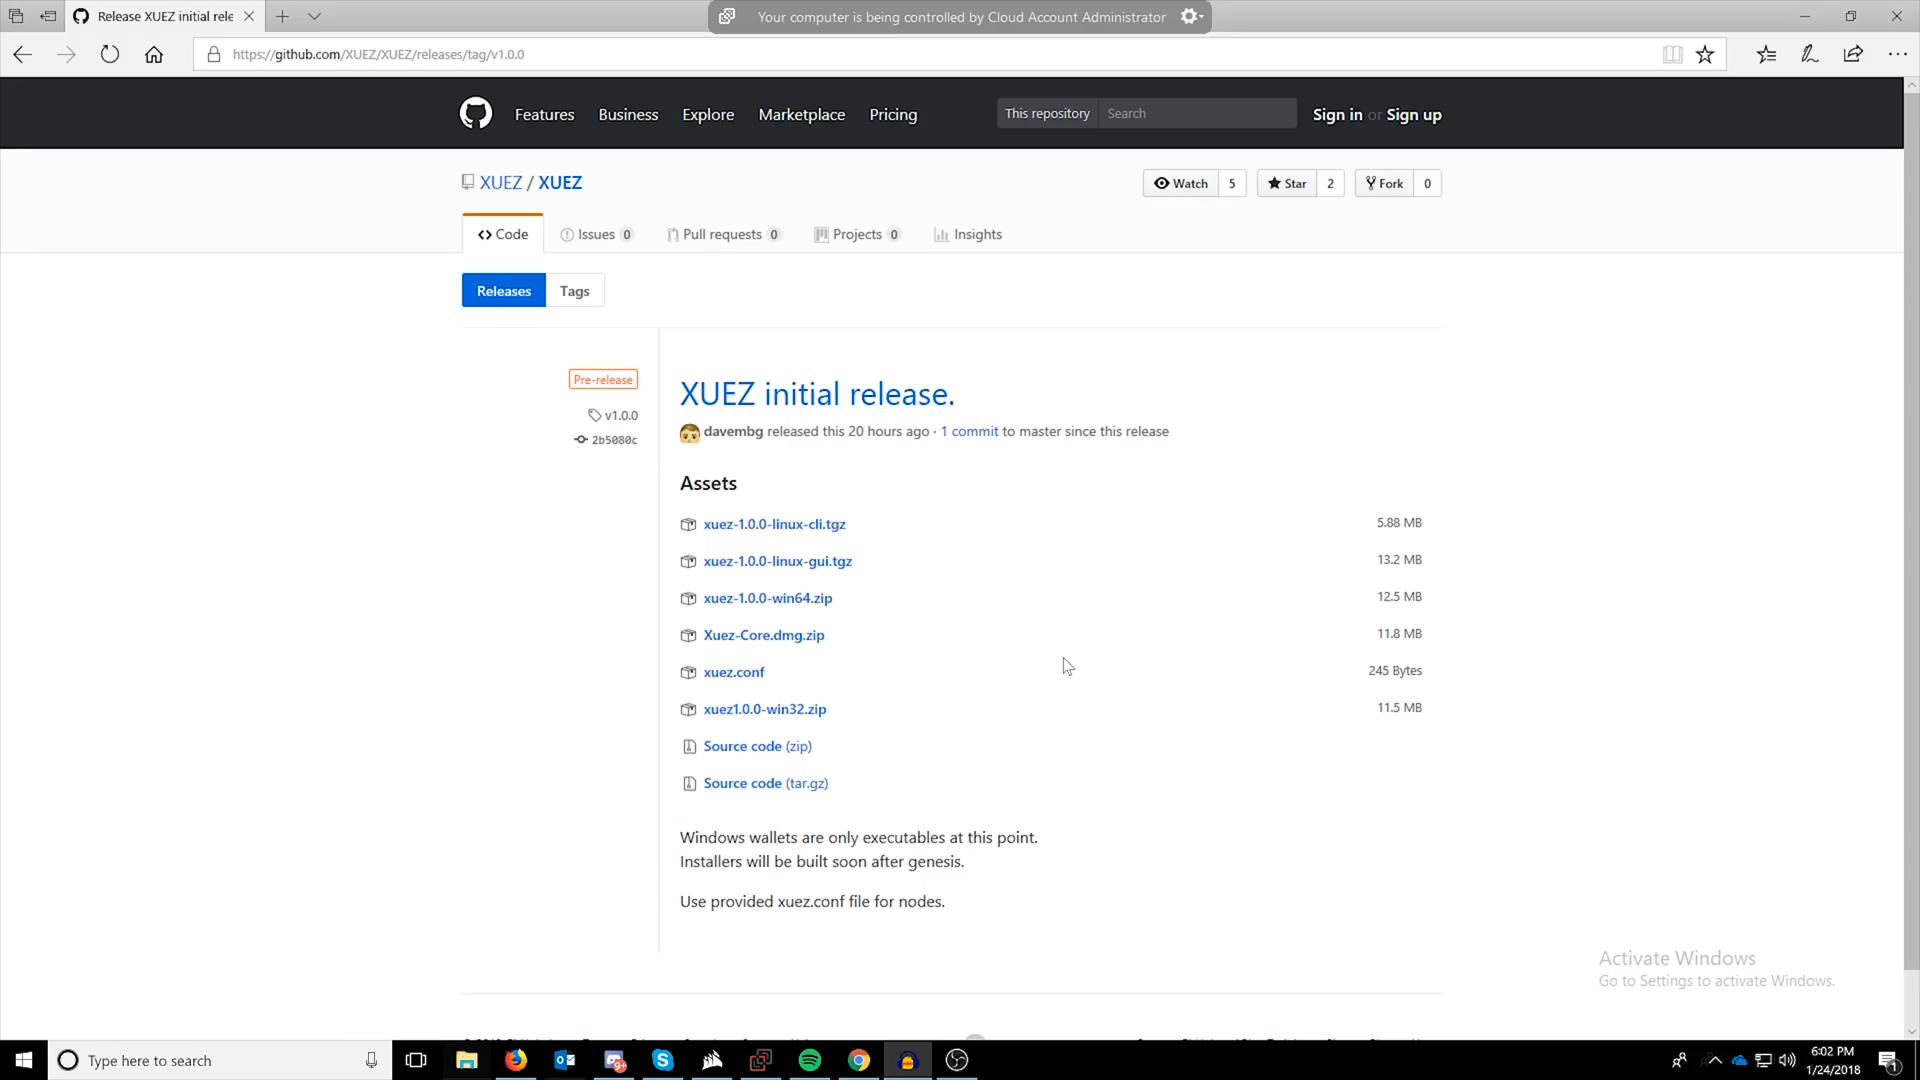 Release XUEZ initial rele
Your computer is being controlled by Cloud Account Administrator
https://github.com/XUEZ/XUEZ/releases/tag/v1.0.0
Features Business Explore Marketplace Pricing
This repository Search
Sign in or Sign up
XUEZ / XUEZ
Watch 5
Star 2
Fork 0
Code
Issues 0
Pull requests 0
Projects 0
Insights
Releases
Tags
Pre-release
v1.0.0
2b5080c
XUEZ initial release.
davembg released this 20 hours ago · 1 commit to master since this release
Assets
xuez-1.0.0-linux-cli.tgz 5.88 MB
xuez-1.0.0-linux-gui.tgz 13.2 MB
xuez-1.0.0-win64.zip 12.5 MB
Xuez-Core.dmg.zip 11.8 MB
xuez.conf 245 Bytes
xuez1.0.0-win32.zip 11.5 MB
Source code (zip)
Source code (tar.gz)
Windows wallets are only executables at this point.
Installers will be built soon after genesis.
Use provided xuez.conf file for nodes.
Activate Windows
Go to Settings to activate Windows.
Type here to search
9+
6:02 PM
1/24/2018
1